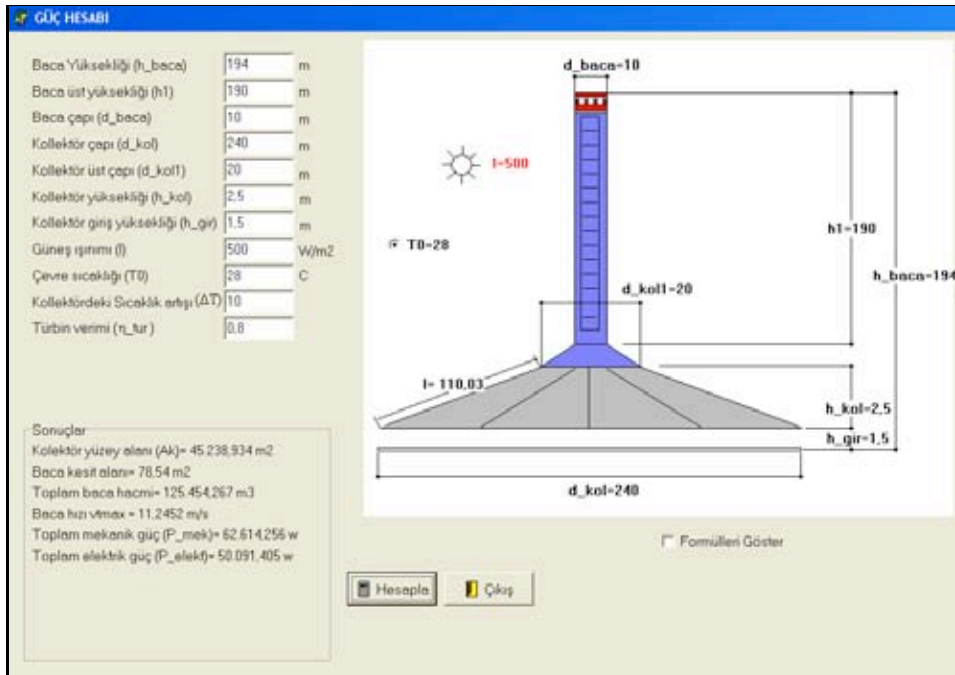 GÜÇ HESABI
Baca Yüksekliği (h_baca) 194 m
Baca üst yüksekliği (h1) 190 m
Baca çapı (d_baca) 10 m
Kollektör çapı (d_kol) 240 m
Kollektör üst çapı (d_kol1) 20 m
Kollektör yüksekliği (h_kol) 2,5 m
Kollektör giriş yüksekliği (h_gir) 1,5 m
Güneş ışınımı (I) 500 W/m2
Çevre sıcaklığı (T0) 28 C
Kollektördeki Sıcaklık artışı (ΔT) 10
Türbin verimi (η_tur) 0,8
d_baca=10
I=500
T0=28
h1=190
h_baca=194
d_kol1=20
l= 110,03
h_kol=2,5
h_gir=1,5
d_kol=240
Sonuçlar
Kolektör yüzey alanı (Ak)= 45.238,934 m2
Baca kesit alanı= 78,54 m2
Toplam baca hacmi= 125.454,267 m3
Baca hızı vtmax = 11,2452 m/s
Toplam mekanik güç (P_mek)= 62.614,256 w
Toplam elektrik güç (P_elekt)= 50.091,405 w
Formülleri Göster
Hesapla
Çıkış